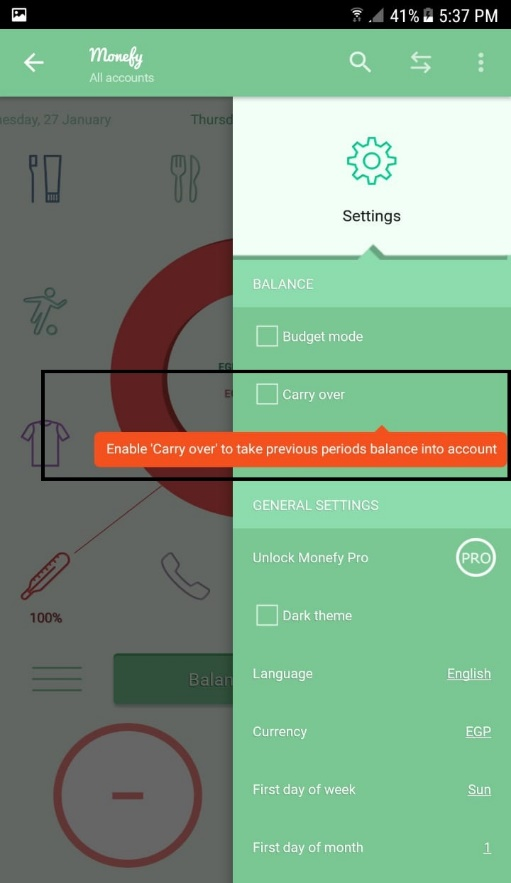 41% 5:37 PM
Monefy
All accounts
esday, 27 January Thursd
Settings
BALANCE
Budget mode
EG
Carry over
E
Enable 'Carry over' to take previous periods balance into account
GENERAL SETTINGS
Unlock Monefy Pro PRO
Dark theme
100%
Language English
Balan
Currency EGP
First day of week Sun
First day of month 1